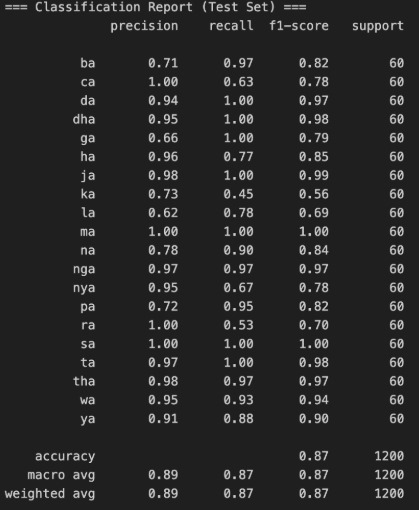 === Classification Report (Test Set) ===
precision recall f1-score support
ba 0.71 0.97 0.82 60
ca 1.00 0.63 0.78 60
da 0.94 1.00 0.97 60
dha 0.95 1.00 0.98 60
ga 0.66 1.00 0.79 60
ha 0.96 0.77 0.85 60
ja 0.98 1.00 0.99 60
ka 0.73 0.45 0.56 60
la 0.62 0.78 0.69 60
ma 1.00 1.00 1.00 60
na 0.78 0.90 0.84 60
nga 0.97 0.97 0.97 60
nya 0.95 0.67 0.78 60
pa 0.72 0.95 0.82 60
ra 1.00 0.53 0.70 60
sa 1.00 1.00 1.00 60
ta 0.97 1.00 0.98 60
tha 0.98 0.97 0.97 60
wa 0.95 0.93 0.94 60
ya 0.91 0.88 0.90 60
accuracy 0.87 1200
macro avg 0.89 0.87 0.87 1200
weighted avg 0.89 0.87 0.87 1200